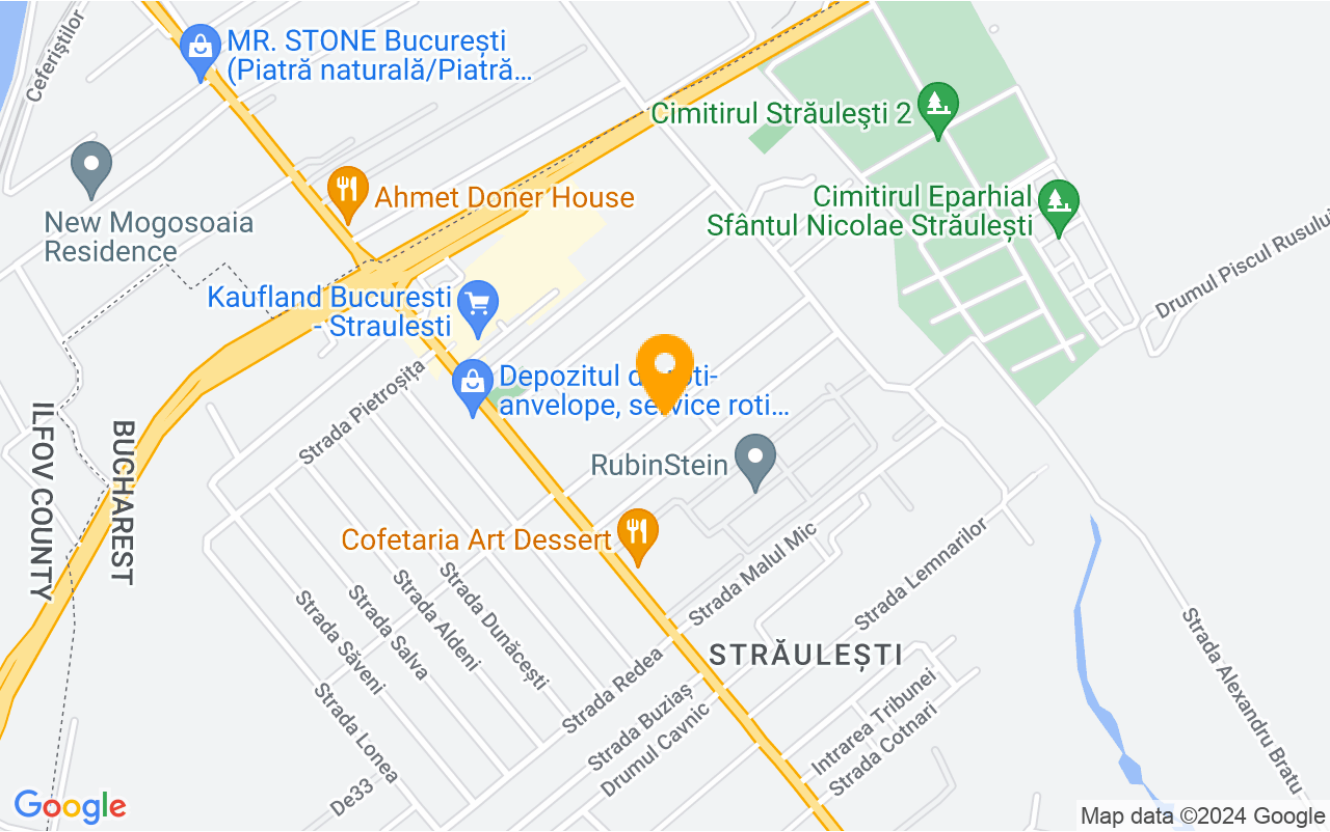 Ceferiștilor
MR. STONE București
(Piatră naturală/Piatră...
Cimitirul Străuleşti 2
Ahmet Doner House
Cimitirul Eparhial
Sfântul Nicolae Străulești
New Mogosoaia
Residence
Drumul Piscul Rusului
Kaufland Bucuresti
- Straulesti
Depozitul
anvelope, service roti...
Strada Pietroșița
ILFOV COUNTY
BUCHAREST
RubinStein
Cofetaria Art Dessert
Strada Malul Mic
Strada Lemnarilor
Strada Dunăcești
Strada Aldeni
Strada Salva
Strada Săveni
Strada Lonea
De33
Strada Redea
Strada Buziaș
Drumul Cavnic
STRĂULEȘTI
Intrarea Tribunei
Strada Cotnari
Strada Alexandru Bratu
Google
Map data ©2024 Google